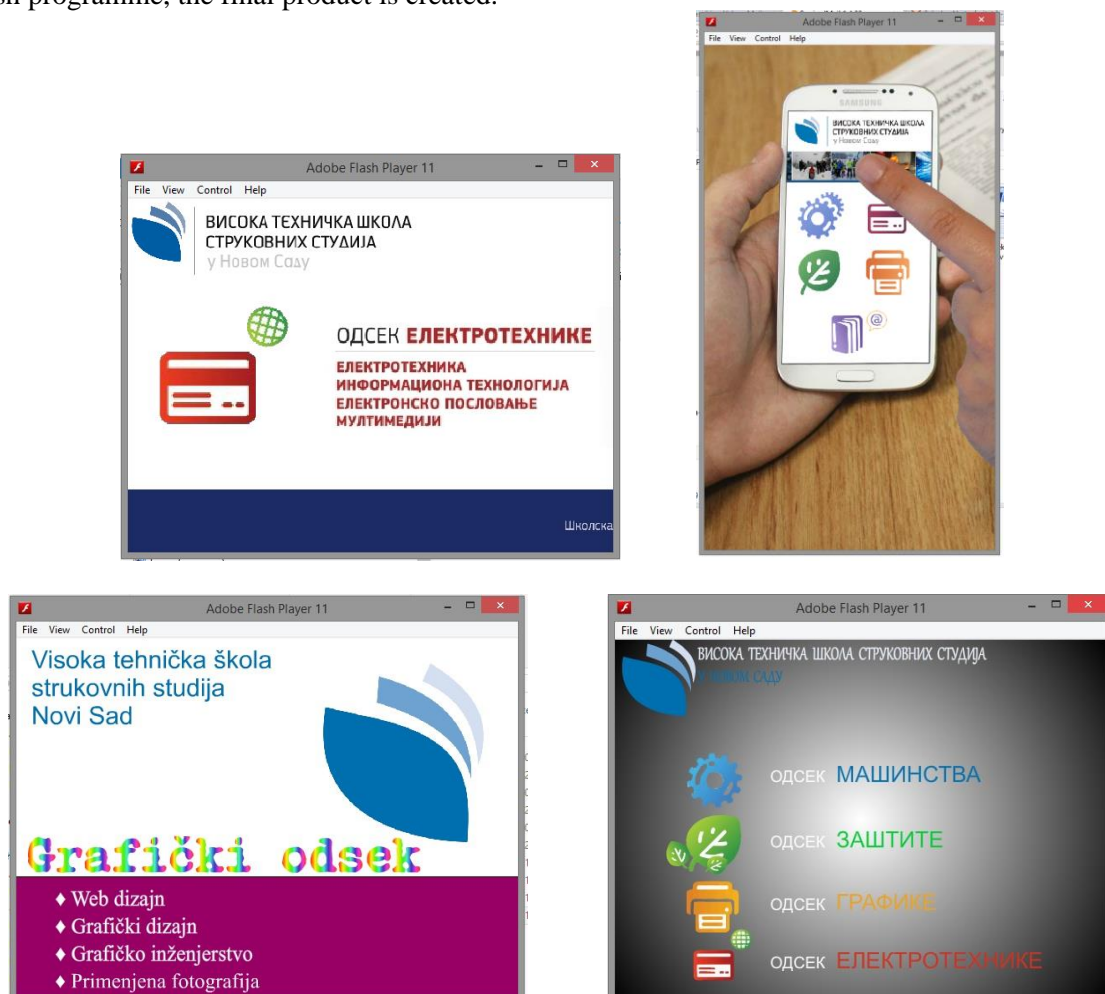 programme, the final product is created.
Adobe Flash Player 11
File View Control Help
SAMSUNG
ВИСОКА ТЕХНИЧКА ШКОЛА
СТРУКОВНИХ СТУДИЈА
у Новом Саду
@
Adobe Flash Player 11
File View Control Help
ВИСОКА ТЕХНИЧКА ШКОЛА
СТРУКОВНИХ СТУДИЈА
у Новом Саду
ОДСЕК ЕЛЕКТРОТЕХНИКЕ
ЕЛЕКТРОТЕХНИКА
ИНФОРМАЦИОНА ТЕХНОЛОГИЈА
ЕЛЕКТРОНСКО ПОСЛОВАЊЕ
МУЛТИМЕДИЈИ
Школска
Adobe Flash Player 11
File View Control Help
Visoka tehnička škola
strukovnih studija
Novi Sad
Grafički odsek
♦ Web dizajn
♦ Grafički dizajn
♦ Grafičko inženjerstvo
♦ Primenjena fotografija
Adobe Flash Player 11
File View Control Help
ВИСОКА ТЕХНИЧКА ШКОЛА СТРУКОВНИХ СТУДИЈА
У НОВОМ САДУ
ОДСЕК МАШИНСТВА
ОДСЕК ЗАШТИТЕ
ОДСЕК ГРАФИКЕ
ОДСЕК ЕЛЕКТРОТЕХНИКЕ